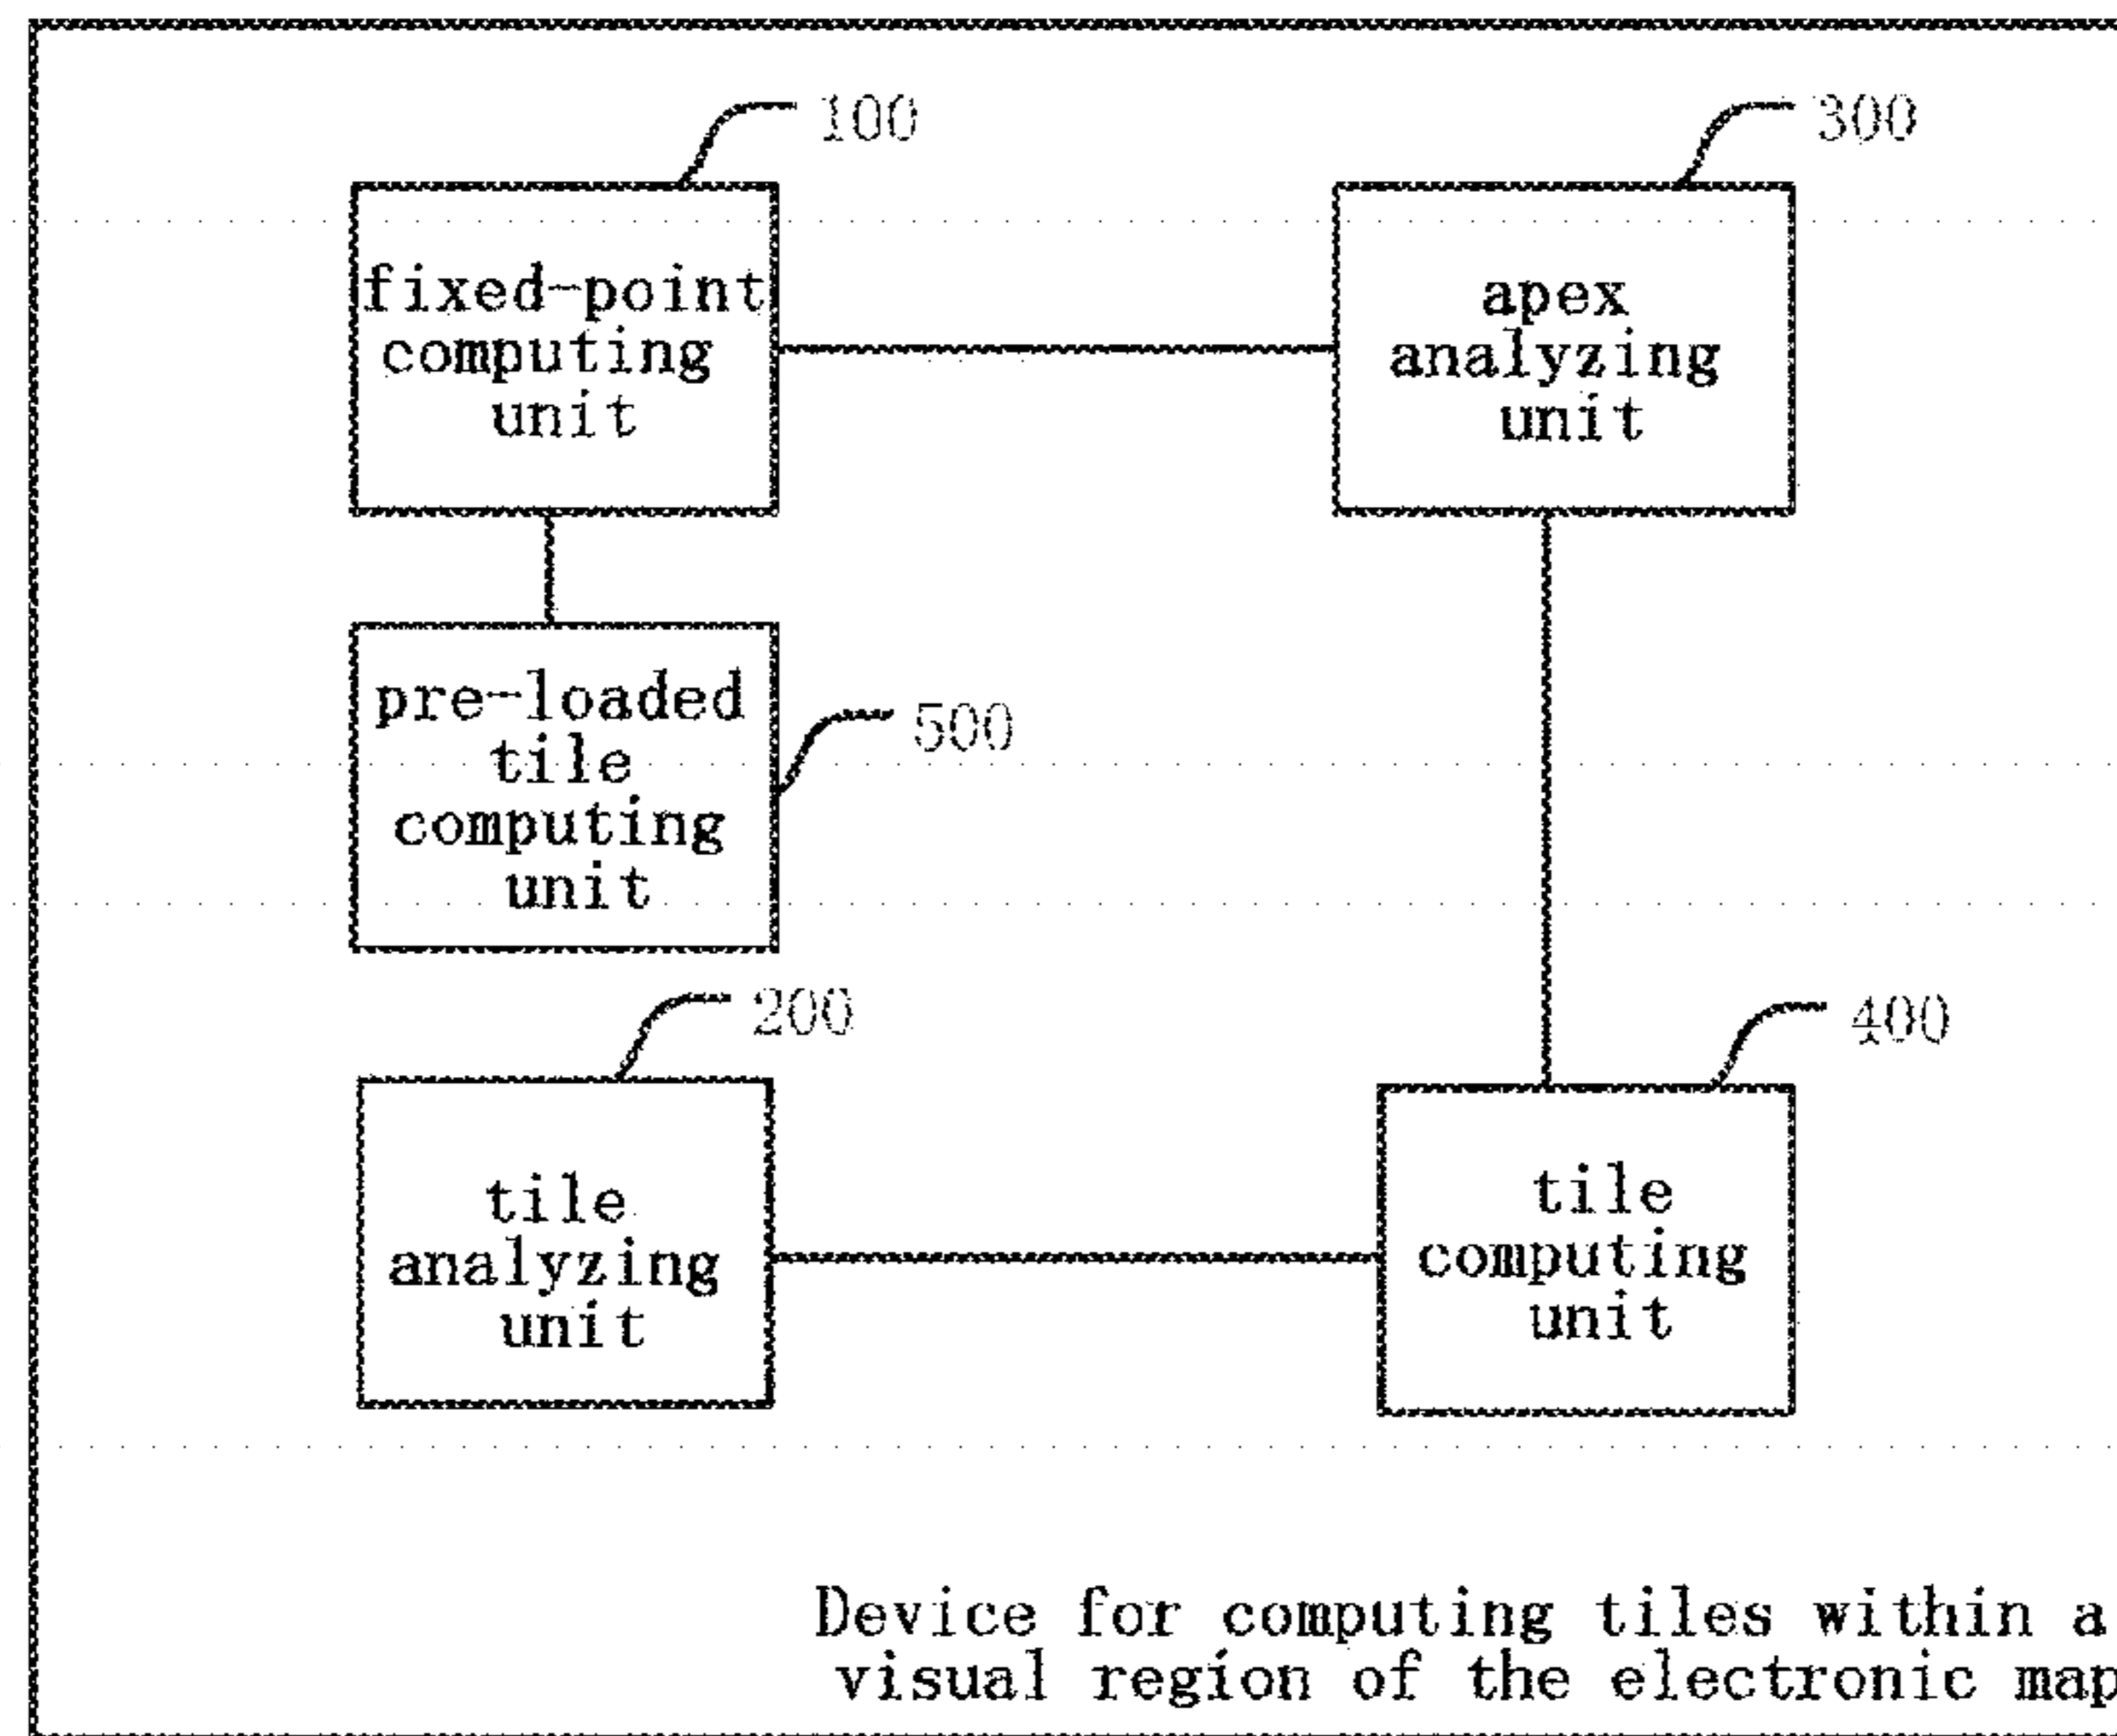 100
300
fixed-point
computing
unit
apex
analyzing
unit
pre-loaded
tile
computing
unit
500
200
400
tile
analyzing
unit
tile
computing
unit
Device for computing tiles within a
visual region of the electronic map